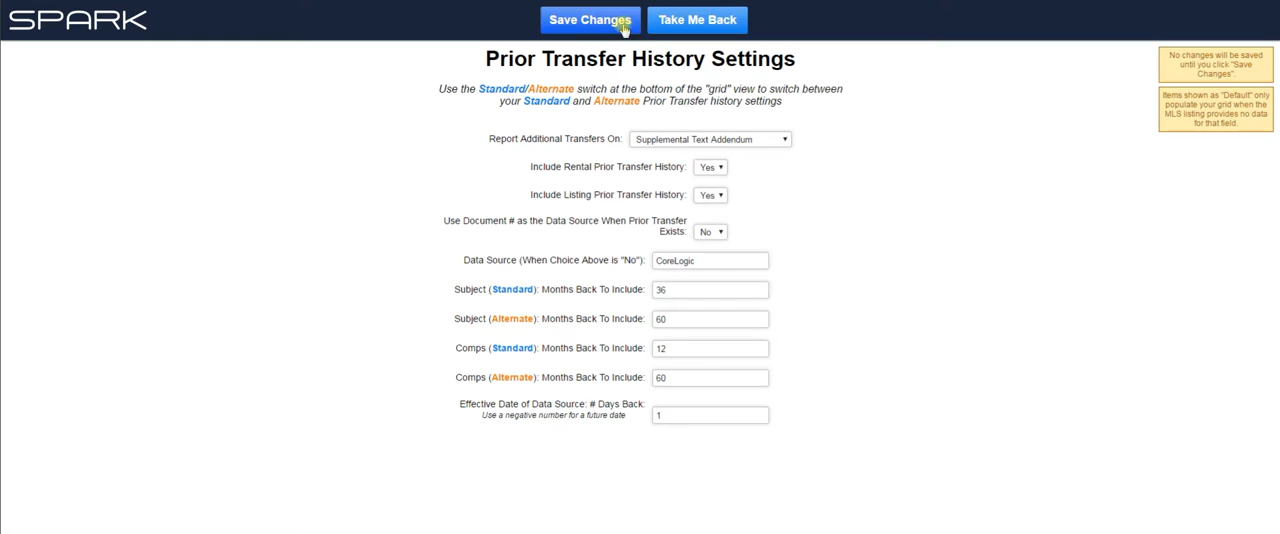 SPARK
Save Changes
Take Me Back
No changes will be saved
until you click "Save
Changes".
Items shown as "Default" only
populate your grid when the
MLS listing provides no data
for that field.
Prior Transfer History Settings
Use the Standard/Alternate switch at the bottom of the "grid" view to switch between
your Standard and Alternate Prior Transfer history settings
Report Additional Transfers On: Supplemental Text Addendum
Include Rental Prior Transfer History: Yes
Include Listing Prior Transfer History: Yes
Use Document # as the Data Source When Prior Transfer
Exists: No
Data Source (When Choice Above is "No"): CoreLogic
Subject (Standard): Months Back To Include: 36
Subject (Alternate): Months Back To Include: 60
Comps (Standard): Months Back To Include: 12
Comps (Alternate): Months Back To Include: 60
Effective Date of Data Source: # Days Back:
Use a negative number for a future date 1